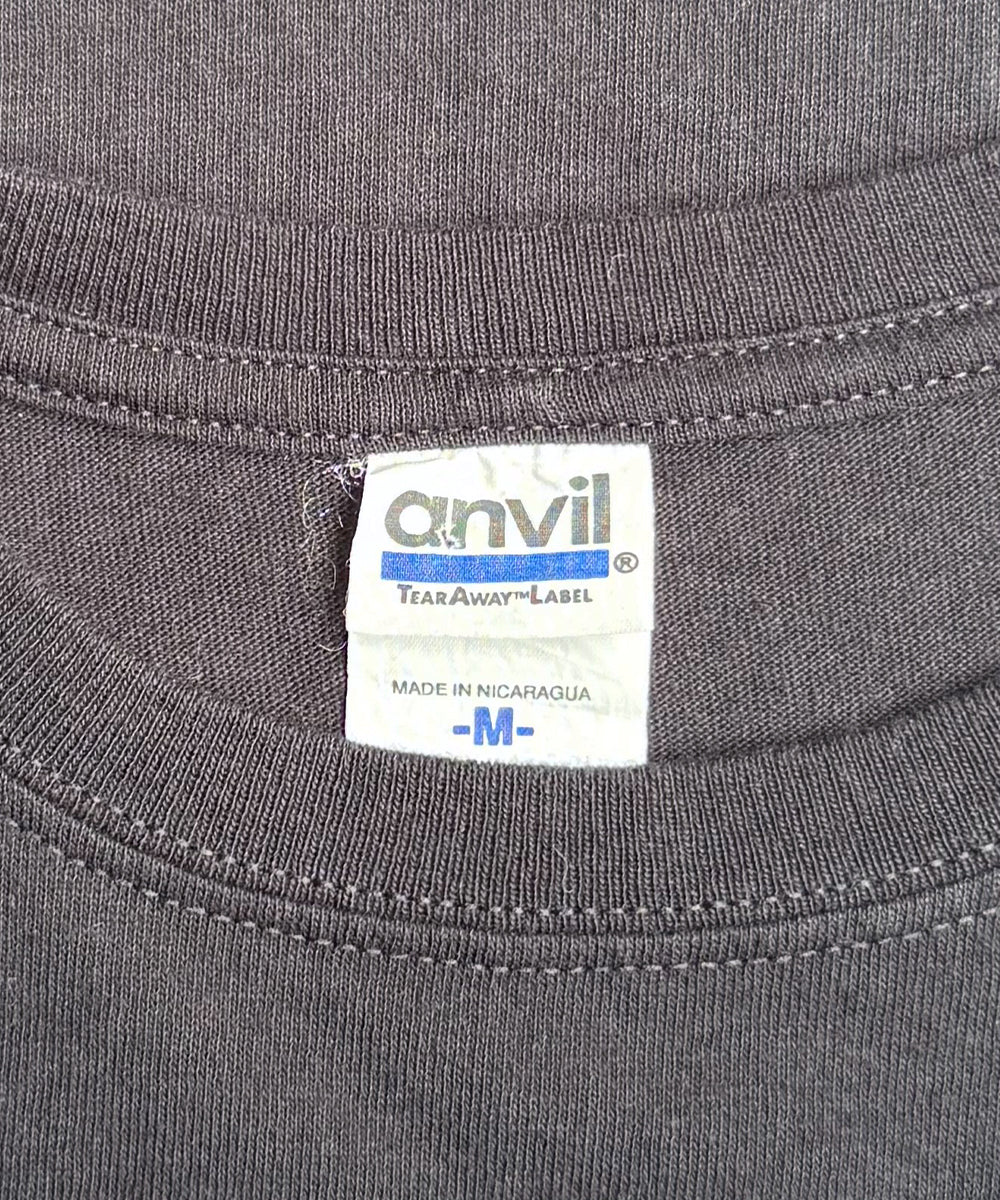 anvil
®
TEARAWAY™LABEL
MADE IN NICARAGUA
-M-